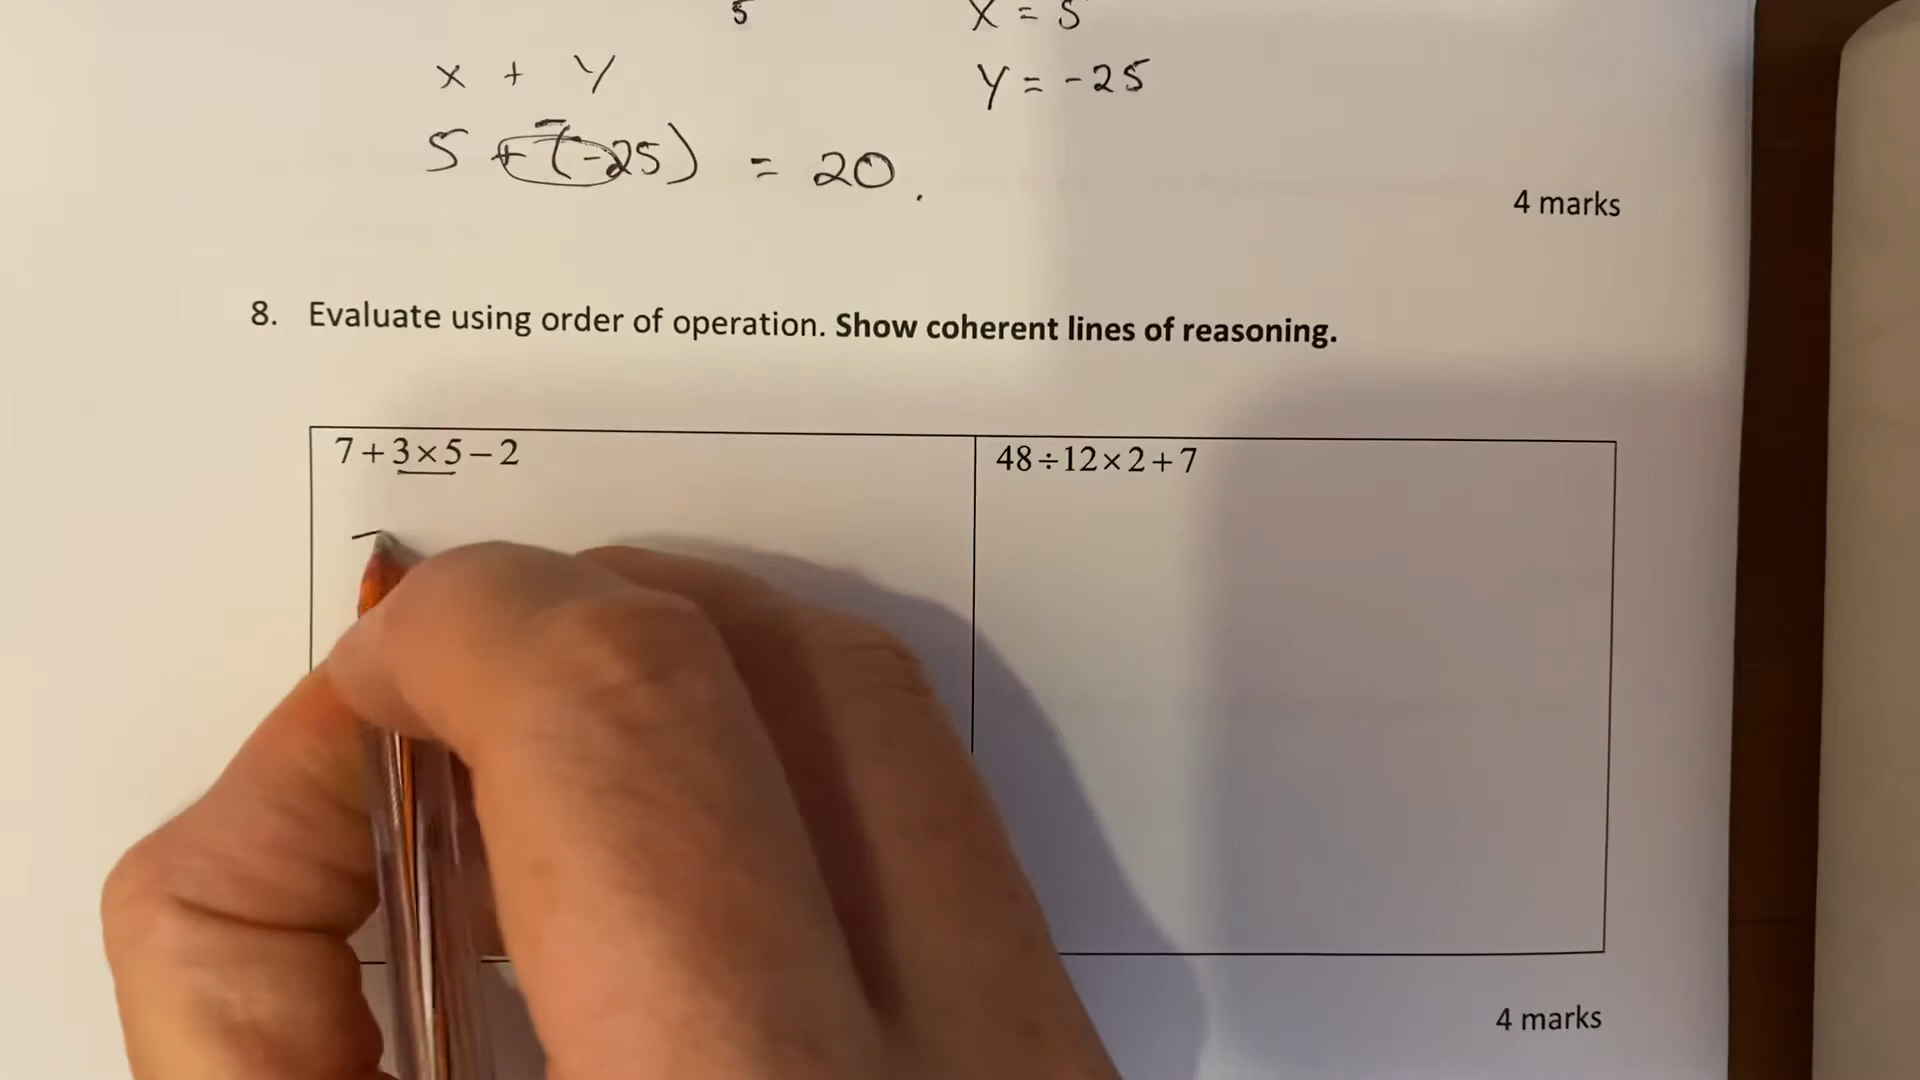 5
x = 5
x + y
y = -25
5 + (-25) = 20.
4 marks
8. Evaluate using order of operation. Show coherent lines of reasoning.
7+3×5−2
48÷12×2+7
4 marks